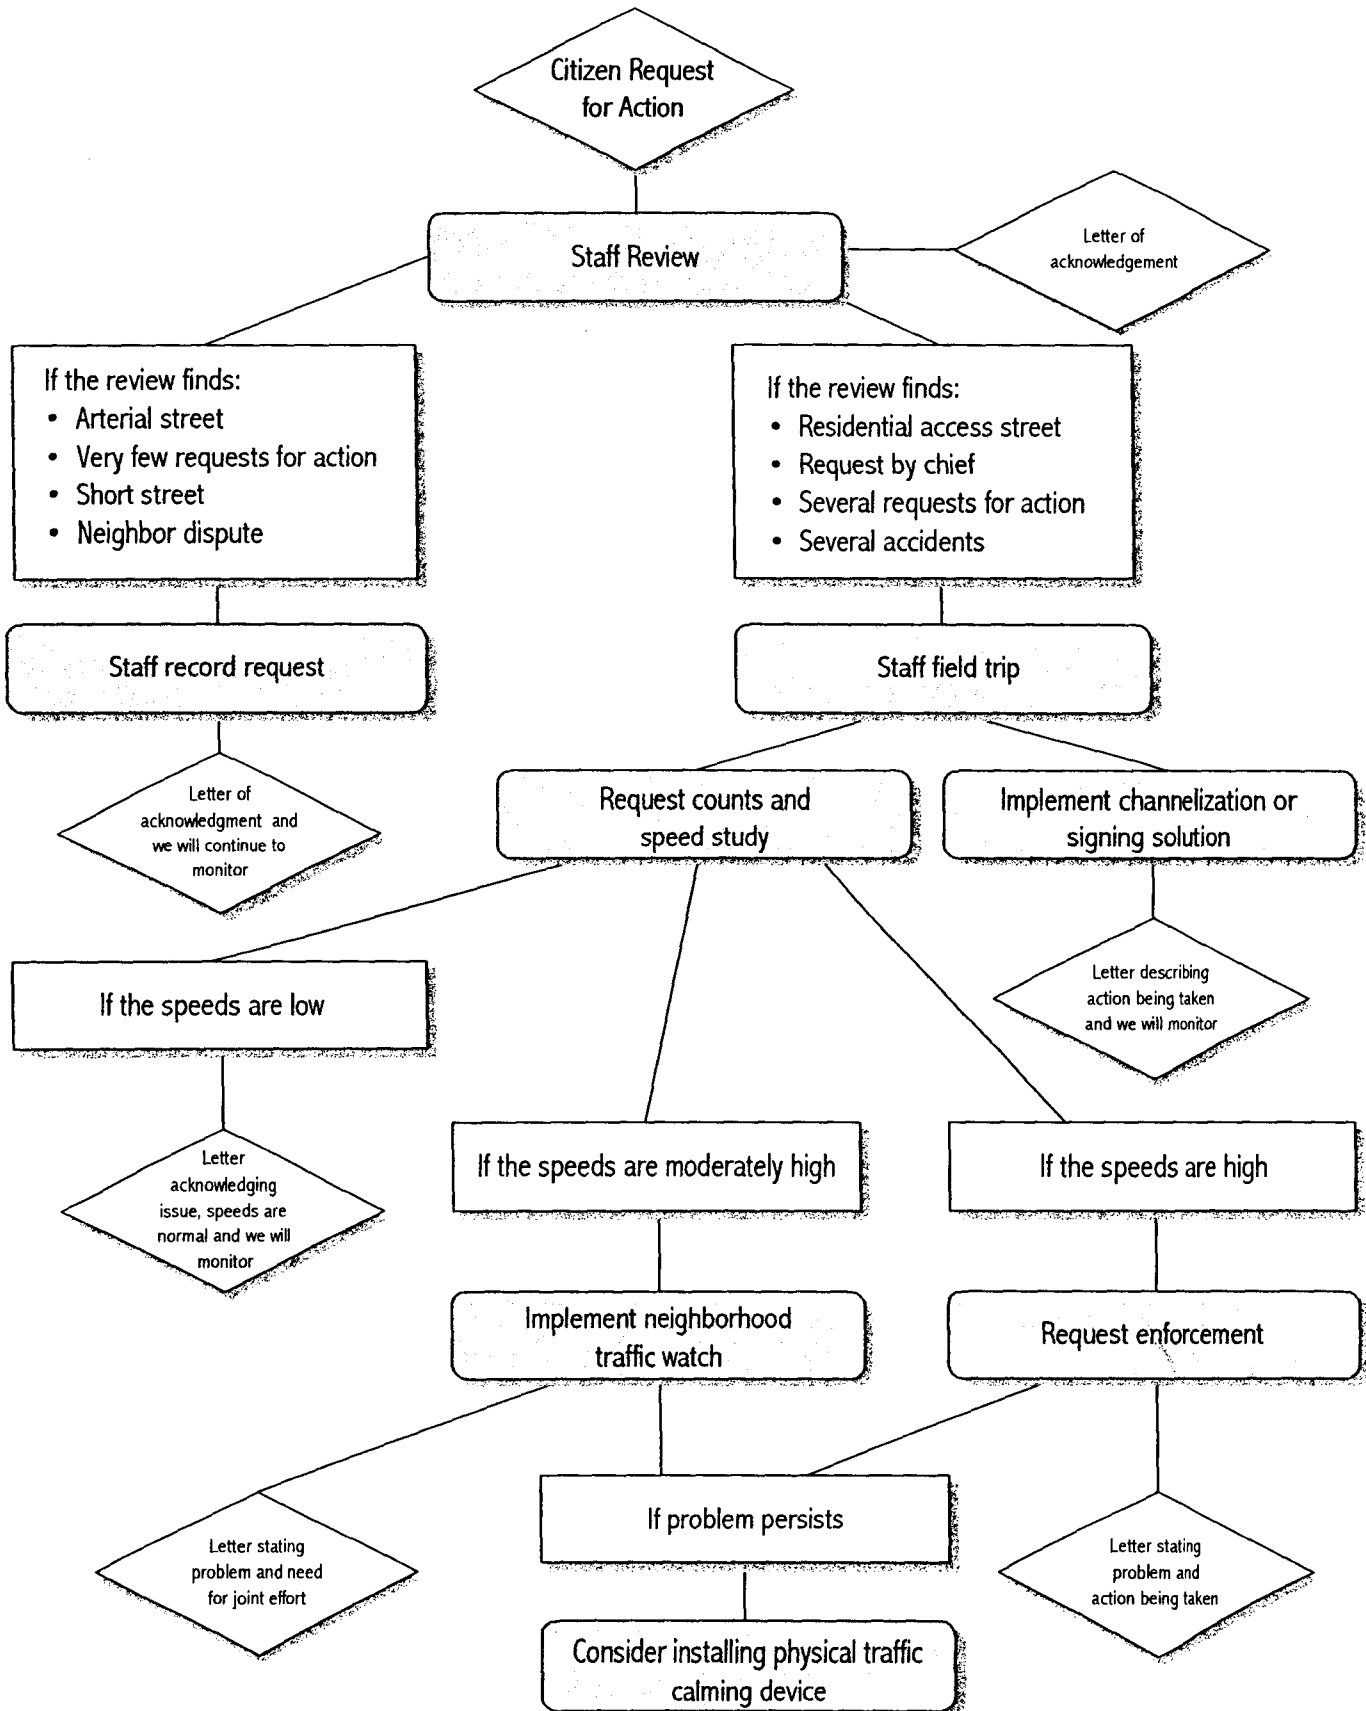 Citizen Request
for Action
Staff Review
Letter of
acknowledgement
If the review finds:
• Arterial street
• Very few requests for action
• Short street
• Neighbor dispute
If the review finds:
• Residential access street
• Request by chief
• Several requests for action
• Several accidents
Staff record request
Staff field trip
Letter of
acknowledgment and
we will continue to
monitor
Request counts and
speed study
Implement channelization or
signing solution
If the speeds are low
Letter describing
action being taken
and we will monitor
Letter
acknowledging
issue, speeds are
normal and we will
monitor
If the speeds are moderately high
If the speeds are high
Implement neighborhood
traffic watch
Request enforcement
If problem persists
Letter stating
problem and need
for joint effort
Letter stating
problem and
action being taken
Consider installing physical traffic
calming device